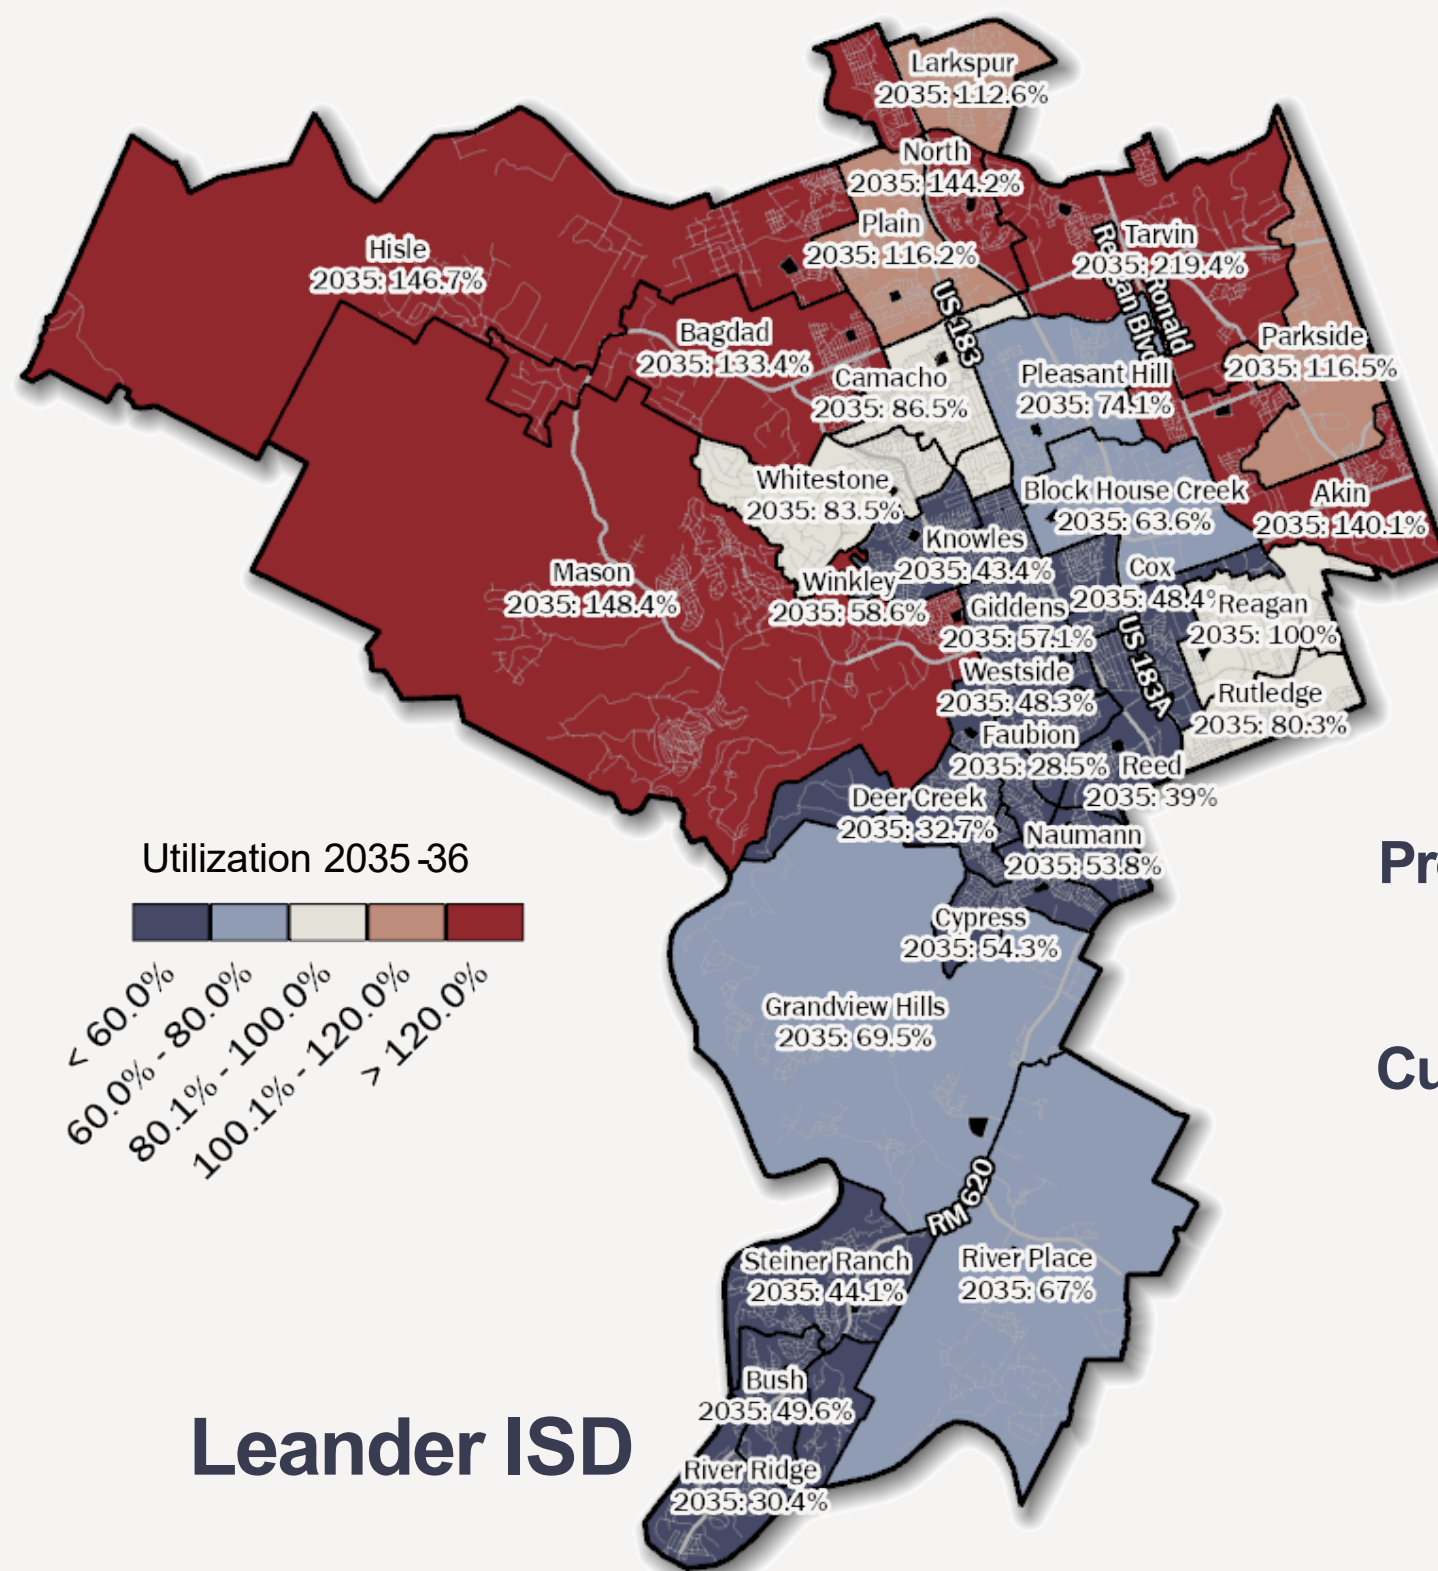 Larkspur
2035: 112.6%
North
2035: 144.2%
Plain
2035: 116.2%
Tarvin
2035: 219.4%
Hisle
2035: 146.7%
Ronald
Reagan Blvd
US 183
Bagdad
2035: 133.4%
Parkside
2035: 116.5%
Camacho
2035: 86.5%
Pleasant Hill
2035: 74.1%
Whitestone
2035: 83.5%
Block House Creek
2035: 63.6%
Akin
2035: 140.1%
Knowles
2035: 43.4%
Mason
2035: 148.4%
Winkley
2035: 58.6%
Cox
2035: 48.4%
Giddens
2035: 57.1%
Reagan
2035: 100%
US 183A
Westside
2035: 48.3%
Rutledge
2035: 80.3%
Faubion
2035: 28.5%
Reed
2035: 39%
Deer Creek
2035: 32.7%
Naumann
2035: 53.8%
Cypress
2035: 54.3%
Grandview Hills
2035: 69.5%
RM 620
Steiner Ranch
2035: 44.1%
River Place
2035: 67%
Bush
2035: 49.6%
River Ridge
2035: 30.4%
Utilization 2035-36
< 60.0%
60.0% - 80.0%
80.1% - 100.0%
100.1% - 120.0%
> 120.0%
Leander ISD